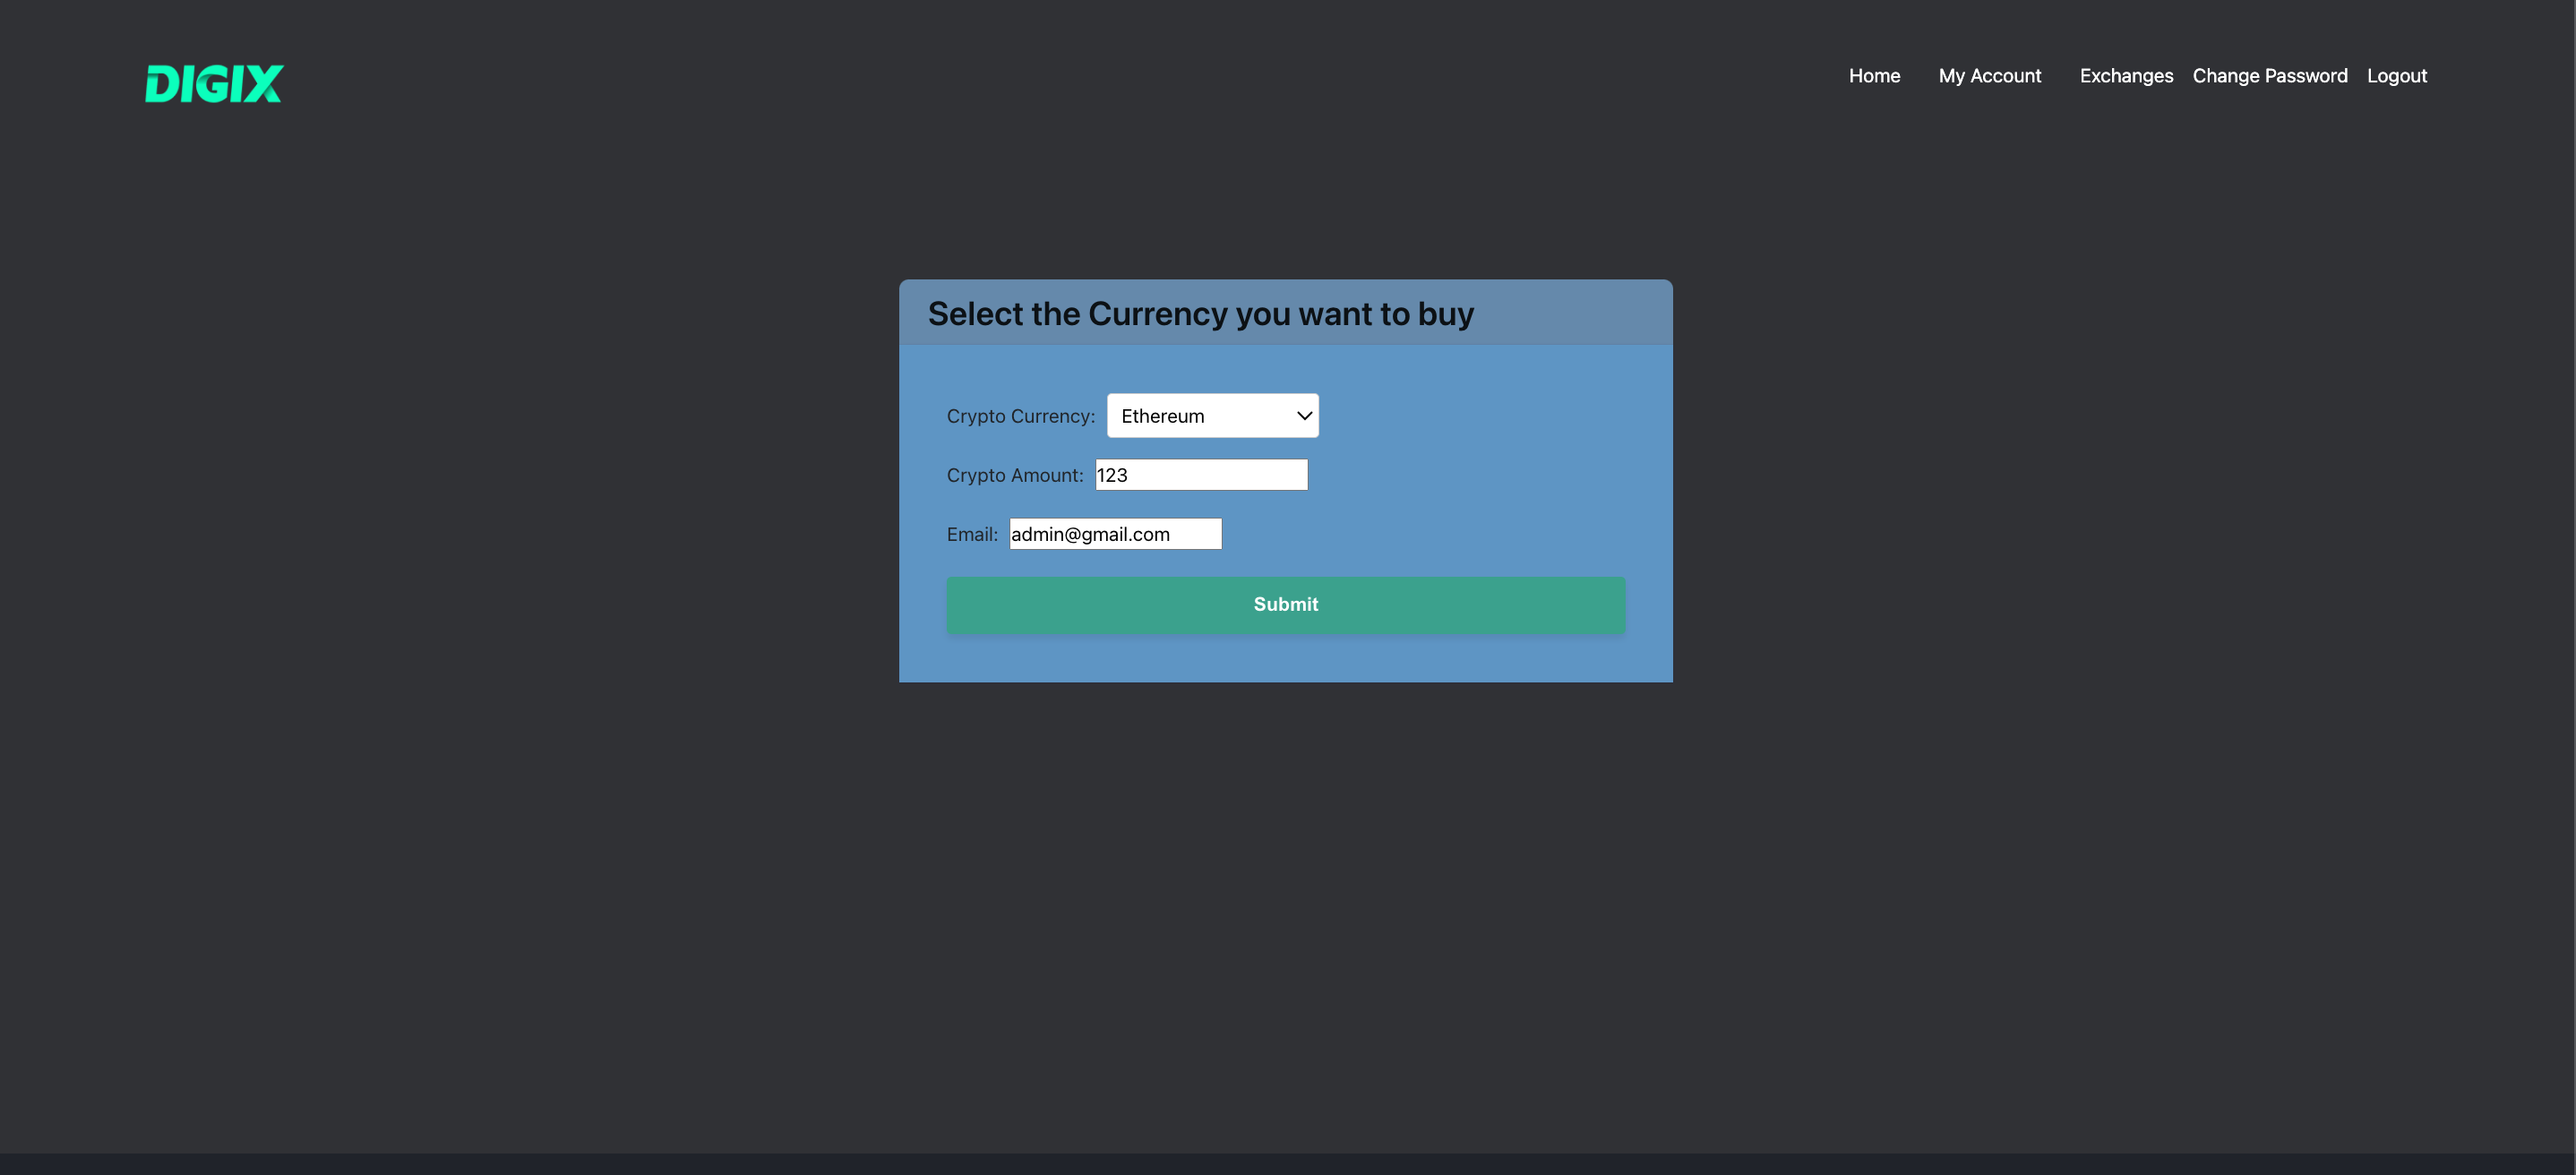 DIGIX
Home My Account Exchanges Change Password Logout
Select the Currency you want to buy
Crypto Currency: Ethereum
Crypto Amount: 123
Email: admin@gmail.com
Submit